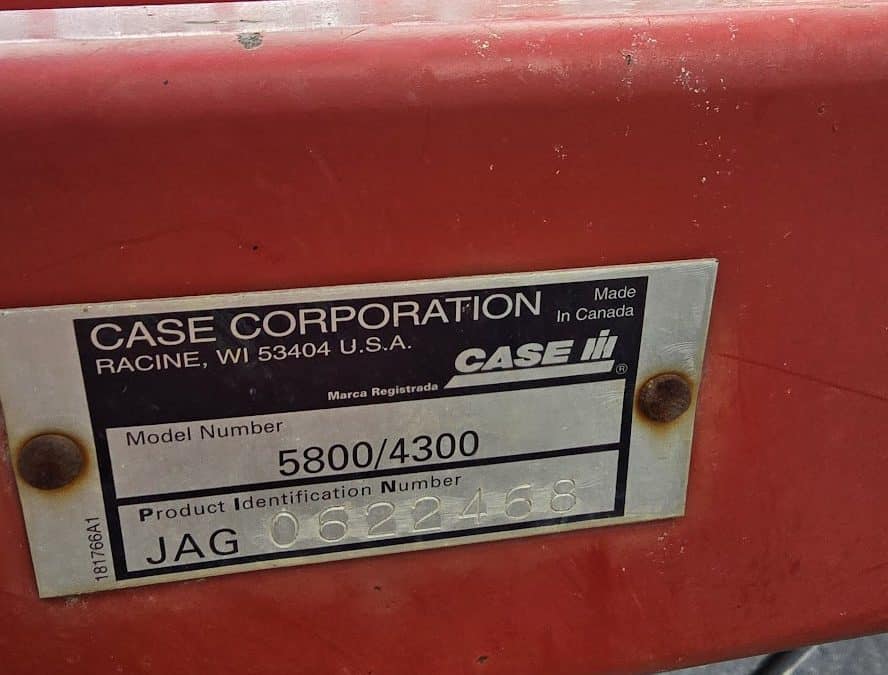 CASE CORPORATION
Made
In Canada
RACINE, WI 53404 U.S.A.
CASE IH ®
Marca Registrada
Model Number
5800/4300
Product Identification Number
JAG 0622468
181766A1